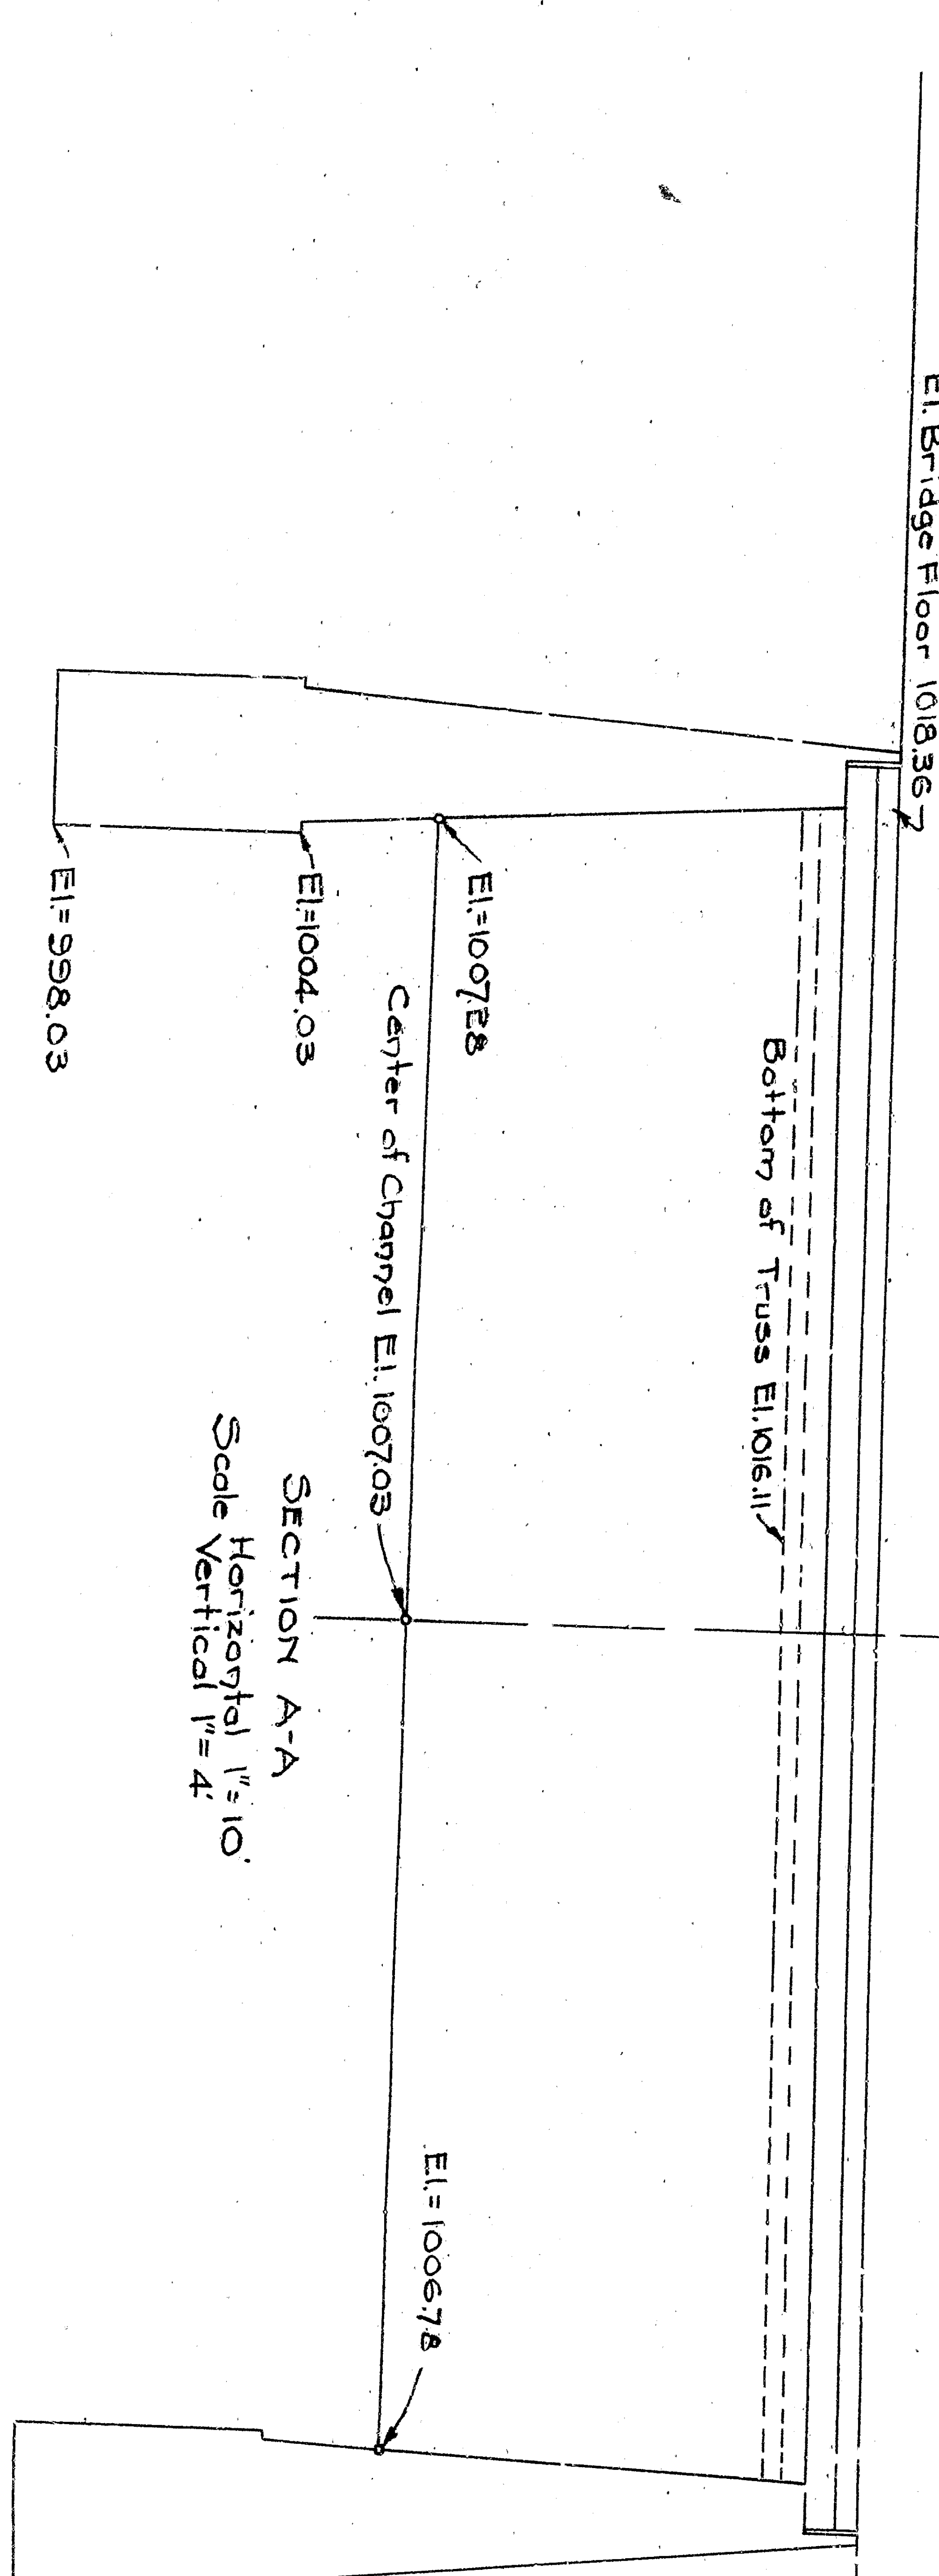 El. Bridge Floor 1018.36
Bottom of Truss El. 1016.11
El.=1007.28
El.=1006.78
Center of Channel El. 1007.03
El=1004.03
El.=998.03
SECTION A-A
Scale Horizontal 1"=10'
Vertical 1"=4'